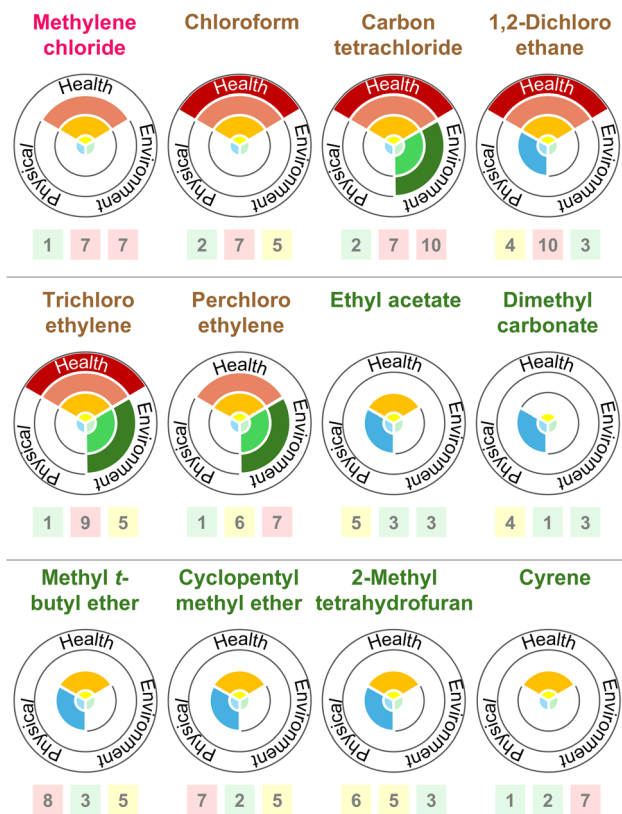 Methylene
chloride
Chloroform
Carbon
tetrachloride
1,2-Dichloro
ethane
Health
Environment
Physical
Health
Environment
Physical
Health
Environment
Physical
Health
Environment
Physical
1 7 7
2 7 5
2 7 10
4 10 3
Trichloro
ethylene
Perchloro
ethylene
Ethyl acetate
Dimethyl
carbonate
Health
Environment
Physical
Health
Environment
Physical
Health
Environment
Physical
Health
Environment
Physical
1 9 5
1 6 7
5 3 3
4 1 3
Methyl t-
butyl ether
Cyclopentyl
methyl ether
2-Methyl
tetrahydrofuran
Cyrene
Health
Environment
Physical
Health
Environment
Physical
Health
Environment
Physical
Health
Environment
Physical
8 3 5
7 2 5
6 5 3
1 2 7